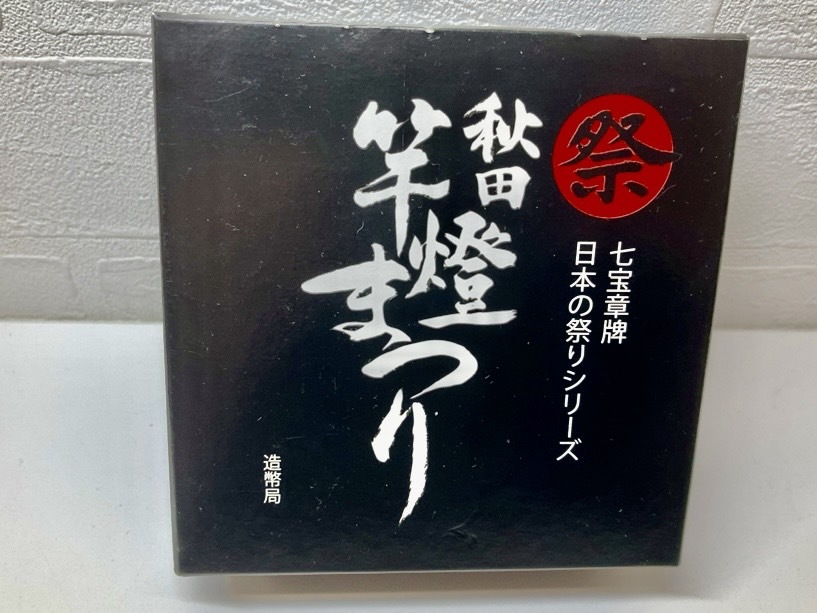 祭
七宝章牌
日本の祭りシリーズ
秋田
竿燈まつり
造幣局